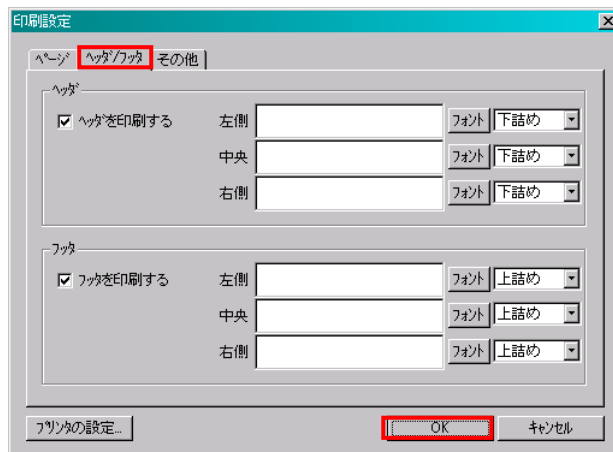 印刷設定
ページ ヘッダ/フッタ その他
ヘッダ
ヘッダを印刷する 左側 フォント 下詰め
中央 フォント 下詰め
右側 フォント 下詰め
フッタ
フッタを印刷する 左側 フォント 上詰め
中央 フォント 上詰め
右側 フォント 上詰め
プリンタの設定... OK キャンセル